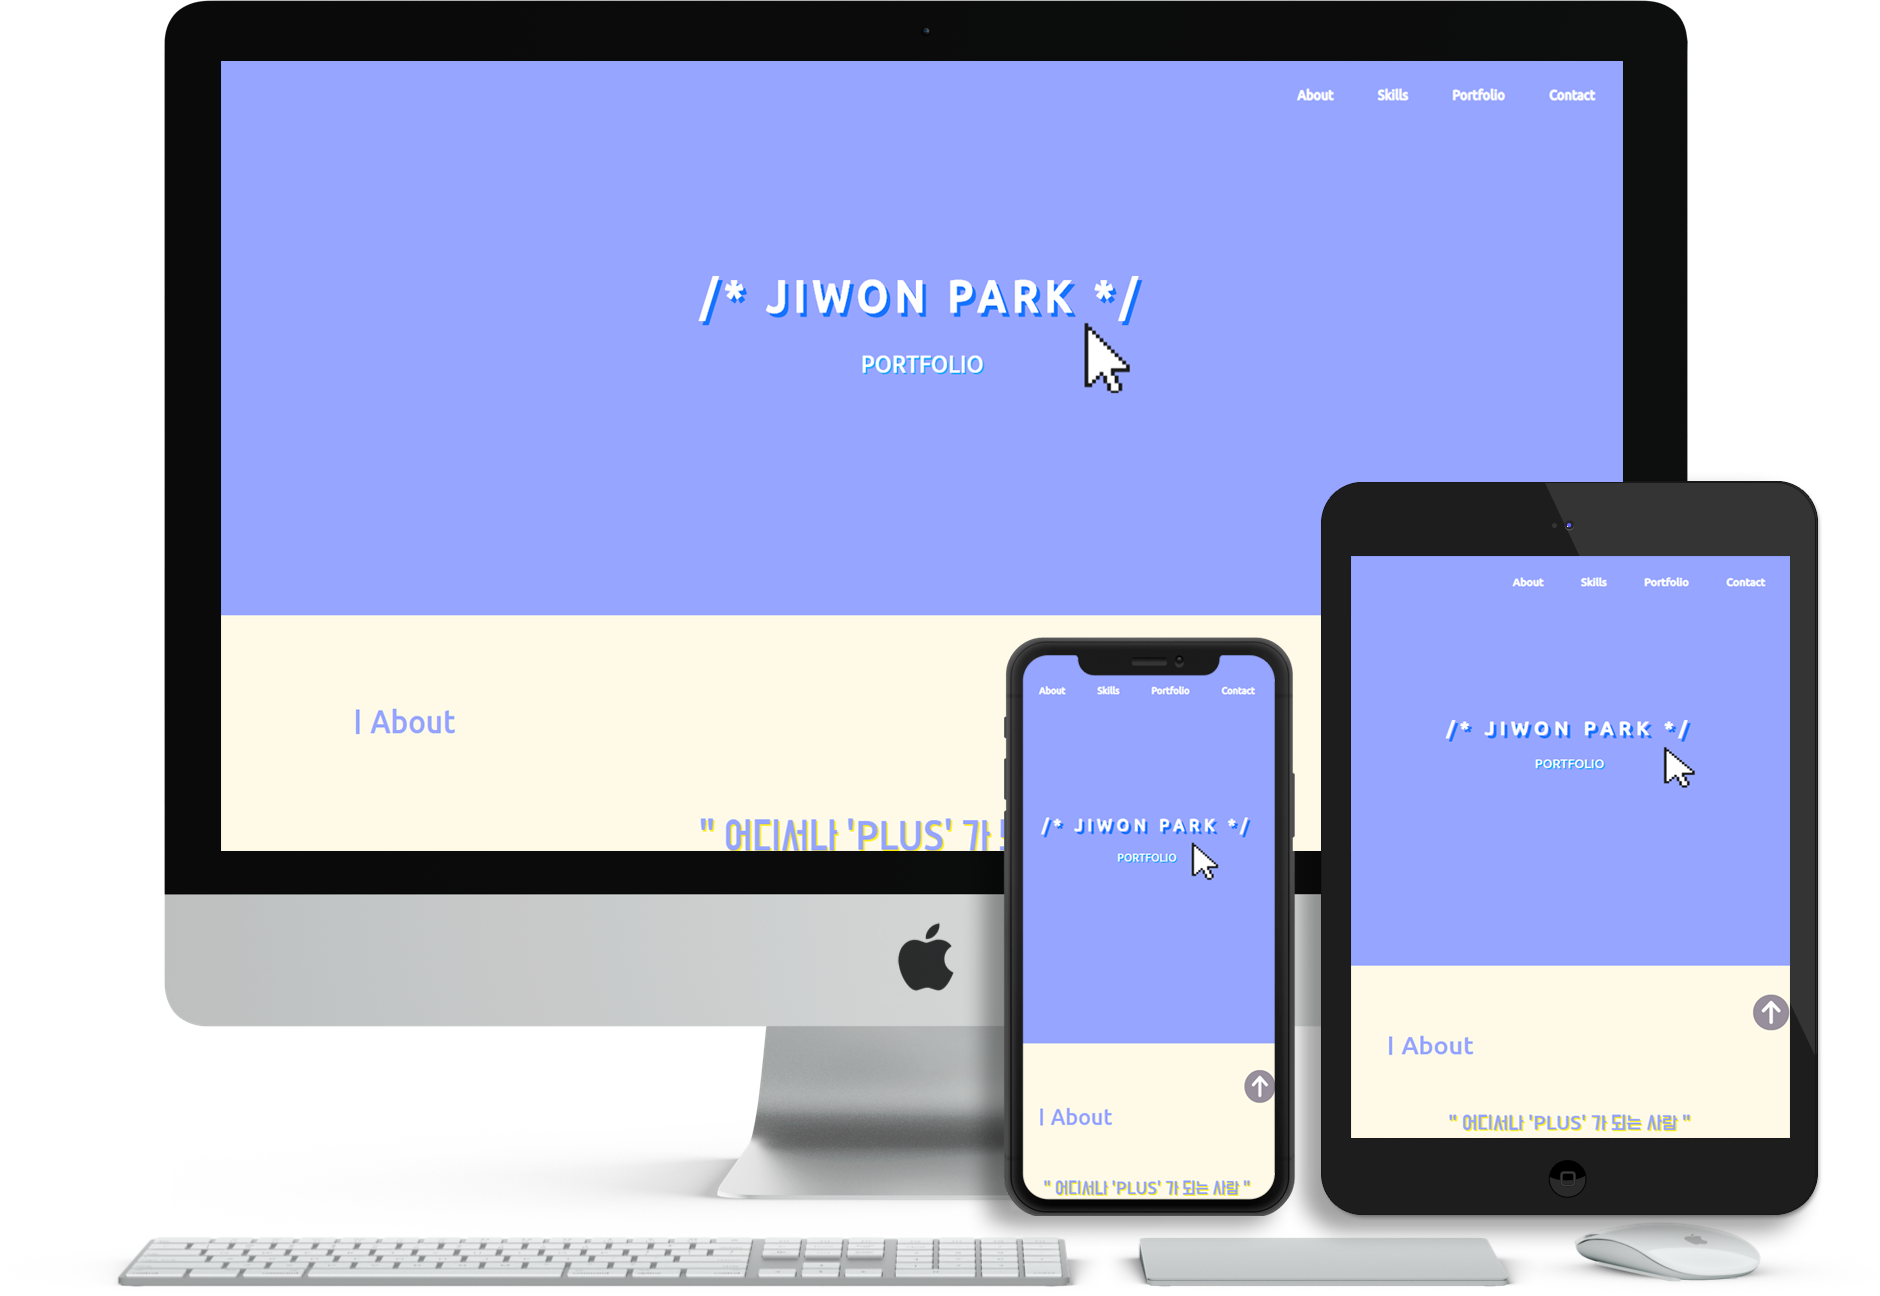 About Skills Portfolio Contact
/* JIWON PARK */
PORTFOLIO
| About
" 어디서나 'PLUS' 가
About Skills Portfolio Contact
/* JIWON PARK */
PORTFOLIO
| About
" 어디서나 'PLUS' 가 되는 사람 "
About Skills Portfolio Contact
/* JIWON PARK */
PORTFOLIO
| About
" 어디서나 'PLUS' 가 되는 사람 "